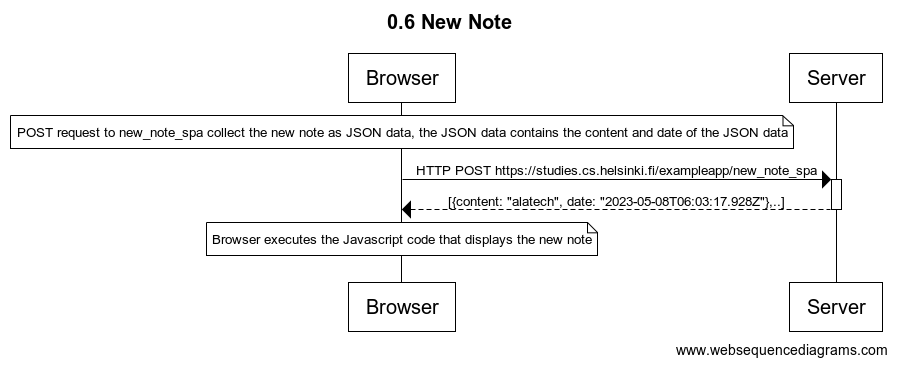 0.6 New Note
Browser
Server
POST request to new_note_spa collect the new note as JSON data, the JSON data contains the content and date of the JSON data
HTTP POST https://studies.cs.helsinki.fi/exampleapp/new_note_spa
[{content: "alatech", date: "2023-05-08T06:03:17.928Z"},..]
Browser executes the Javascript code that displays the new note
Browser
Server
www.websequencediagrams.com